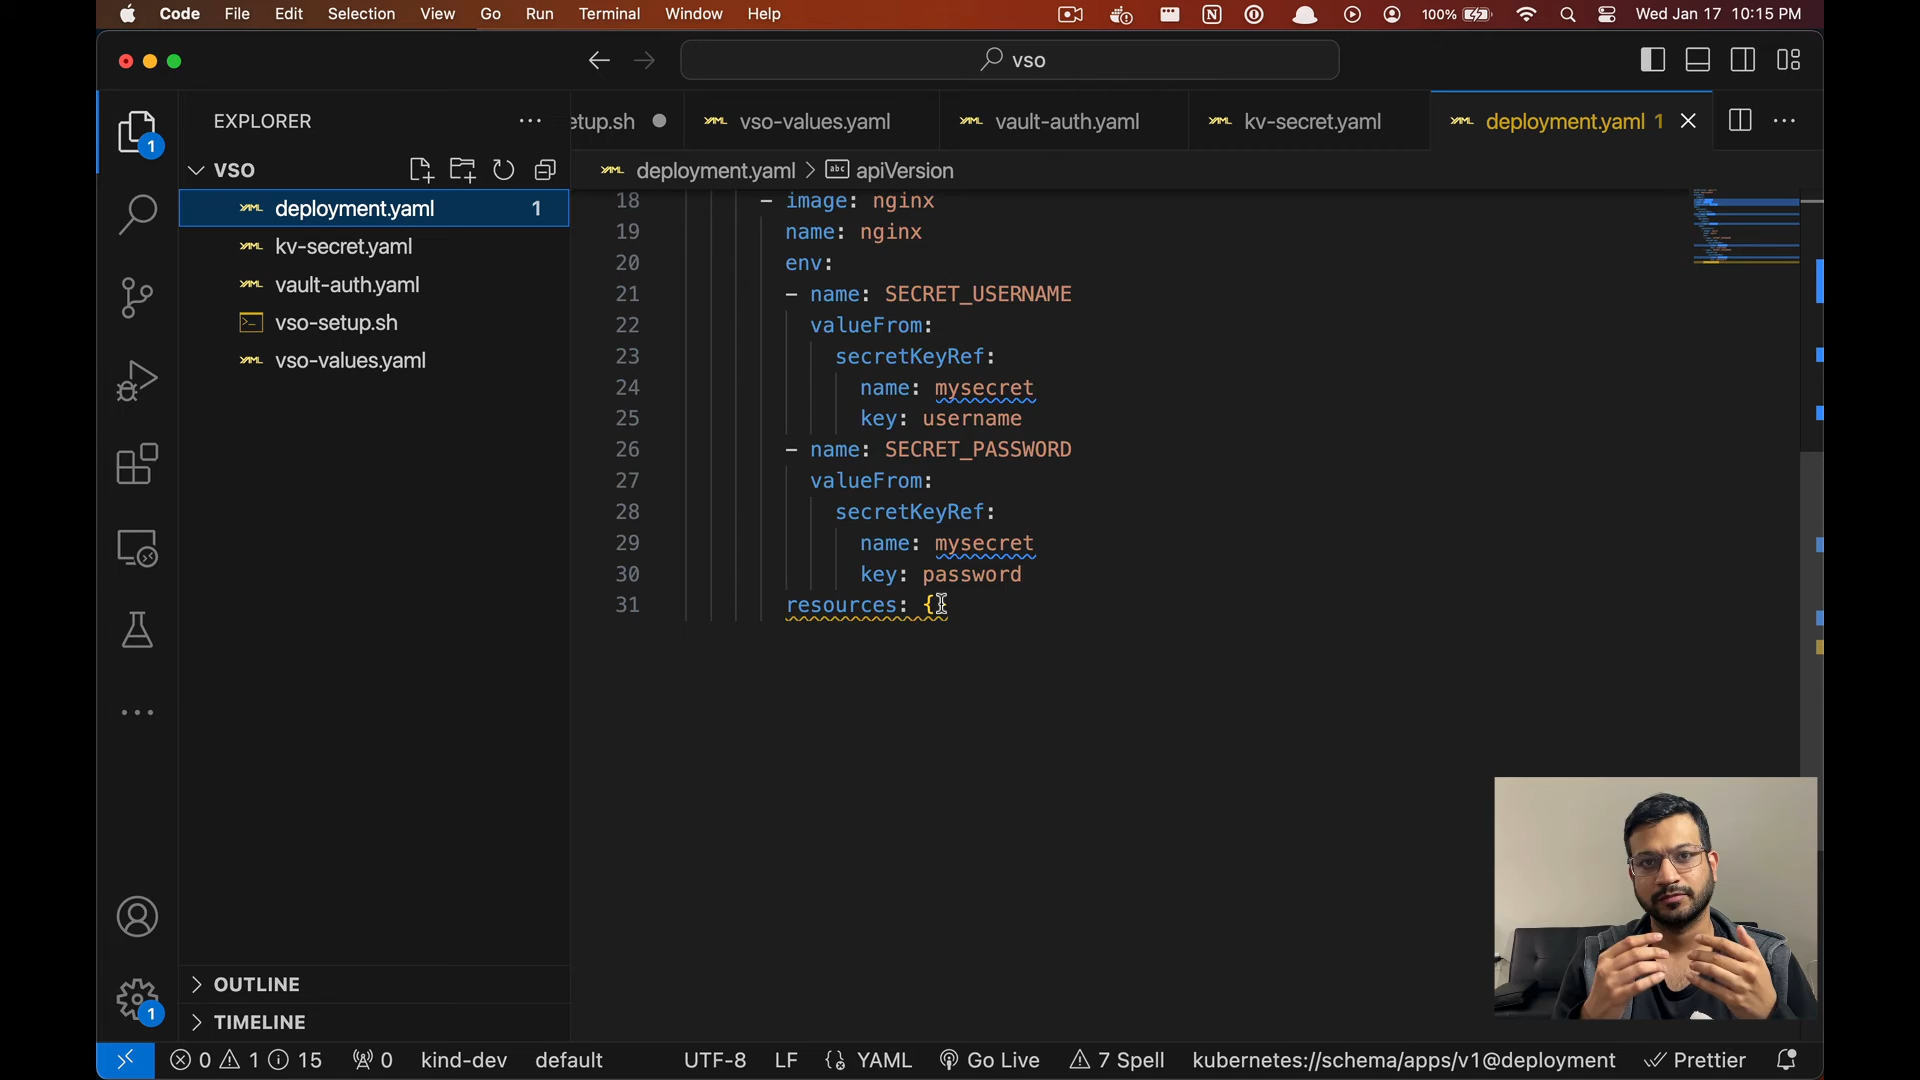 Code File Edit Selection View Go Run Terminal Window Help 100% Wed Jan 17 10:15 PM
vso
EXPLORER
VSO
deployment.yaml 1
kv-secret.yaml
vault-auth.yaml
vso-setup.sh
vso-values.yaml
OUTLINE
TIMELINE
1
1
etup.sh vso-values.yaml vault-auth.yaml kv-secret.yaml deployment.yaml 1
deployment.yaml > apiVersion
18 - image: nginx
19 name: nginx
20 env:
21 - name: SECRET_USERNAME
22 valueFrom:
23 secretKeyRef:
24 name: mysecret
25 key: username
26 - name: SECRET_PASSWORD
27 valueFrom:
28 secretKeyRef:
29 name: mysecret
30 key: password
31 resources: {}
0 1 15 0 kind-dev default UTF-8 LF YAML Go Live 7 Spell kubernetes://schema/apps/v1@deployment Prettier